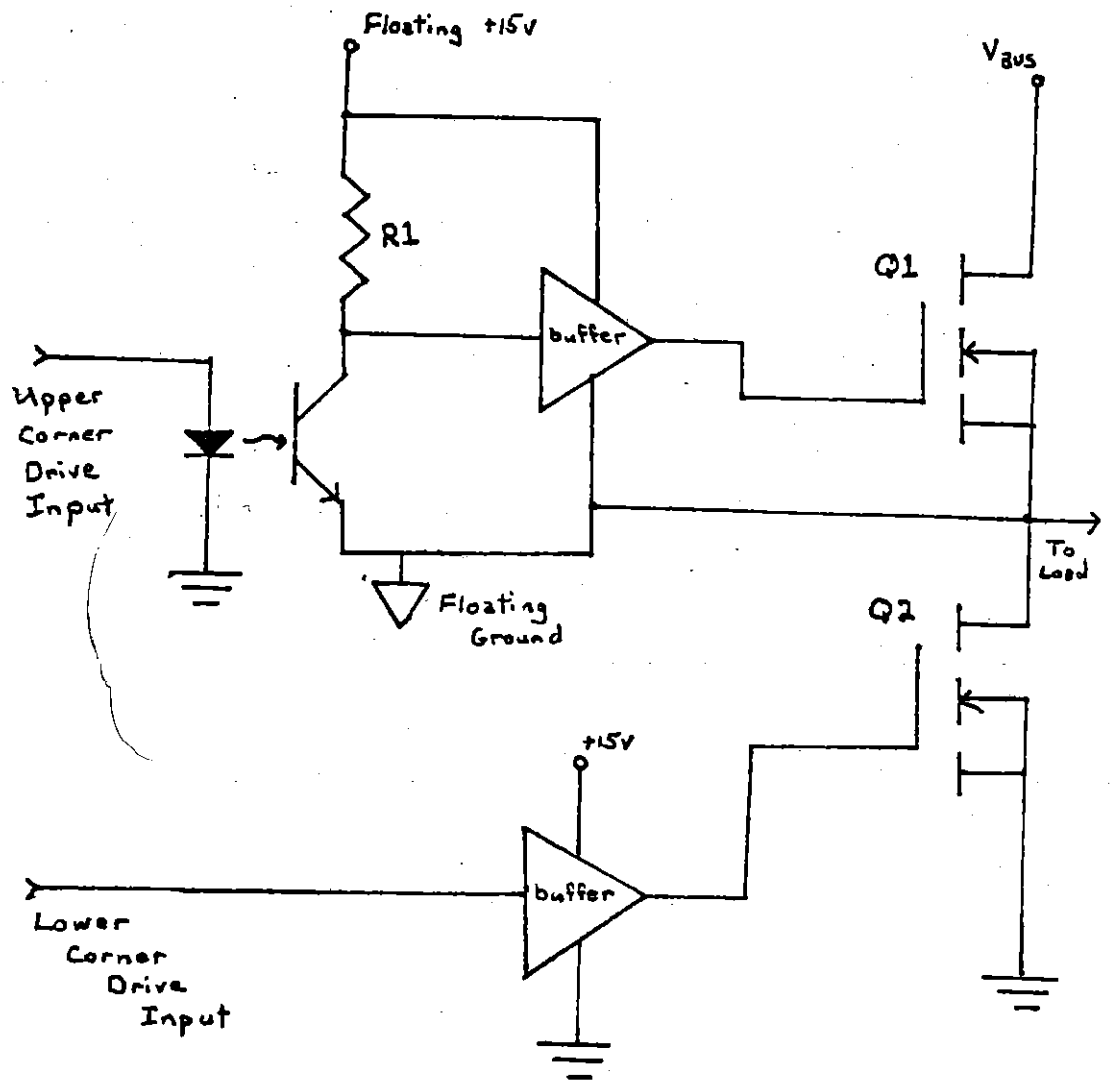 Floating +15V
VBUS
R1
Q1
buffer
Upper
Corner
Drive
Input
To
Load
Floating
Ground
Q2
+15V
buffer
Lower
Corner
Drive
Input